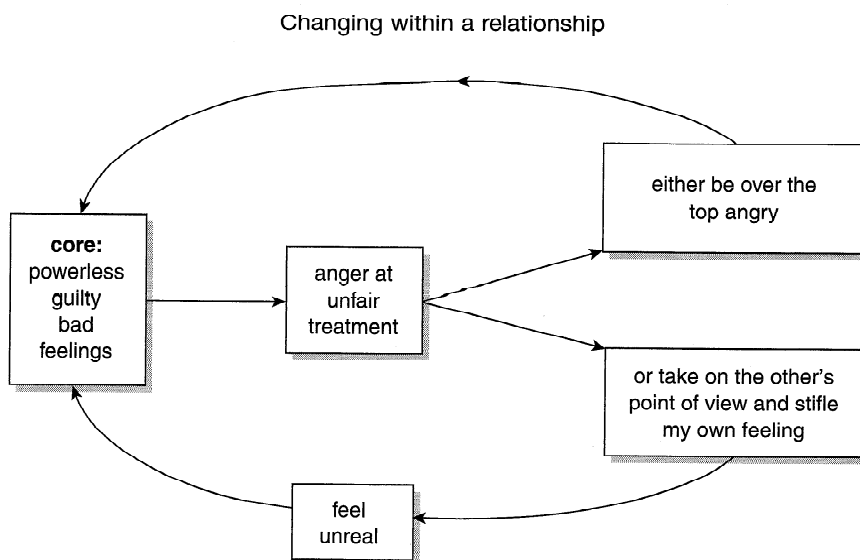 Changing within a relationship
either be over the
top angry
core:
powerless
guilty
bad
feelings
anger at
unfair
treatment
or take on the other's
point of view and stifle
my own feeling
feel
unreal